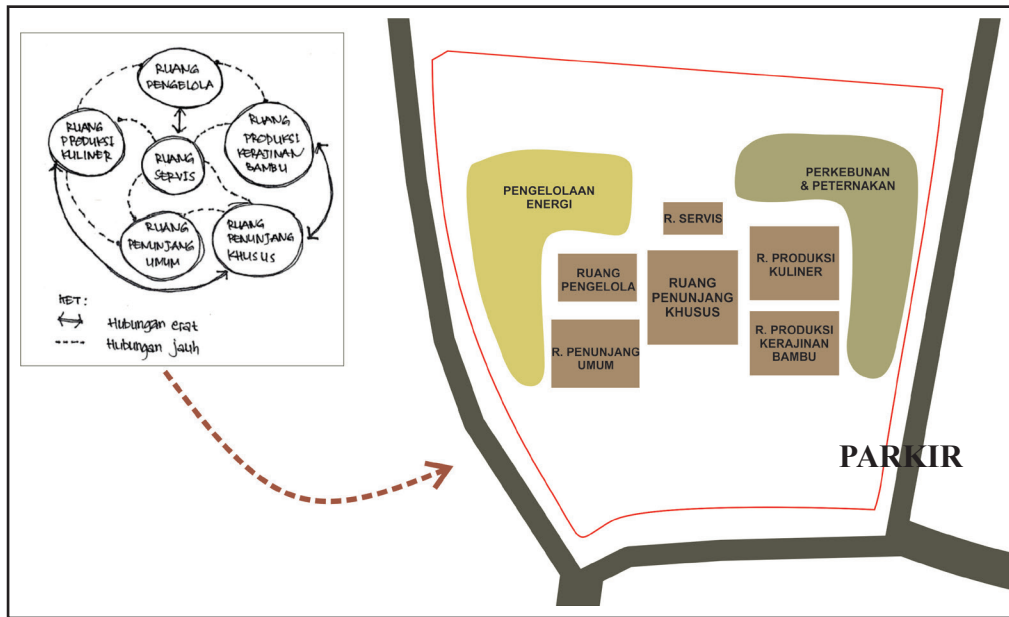 RUANG
PENGELOLA
RUANG
PRODUKSI
KULINER
RUANG
PRODUKSI
KERAJINAN
BAMBU
RUANG
SERVIS
RUANG
PENUNJANG
UMUM
RUANG
PENUNJANG
KHUSUS
KET:
Hubungan erat
Hubungan jauh
PENGELOLAAN
ENERGI
PERKEBUNAN
& PETERNAKAN
R. SERVIS
RUANG
PENGELOLA
RUANG
PENUNJANG
KHUSUS
R. PRODUKSI
KULINER
R. PENUNJANG
UMUM
R. PRODUKSI
KERAJINAN
BAMBU
PARKIR